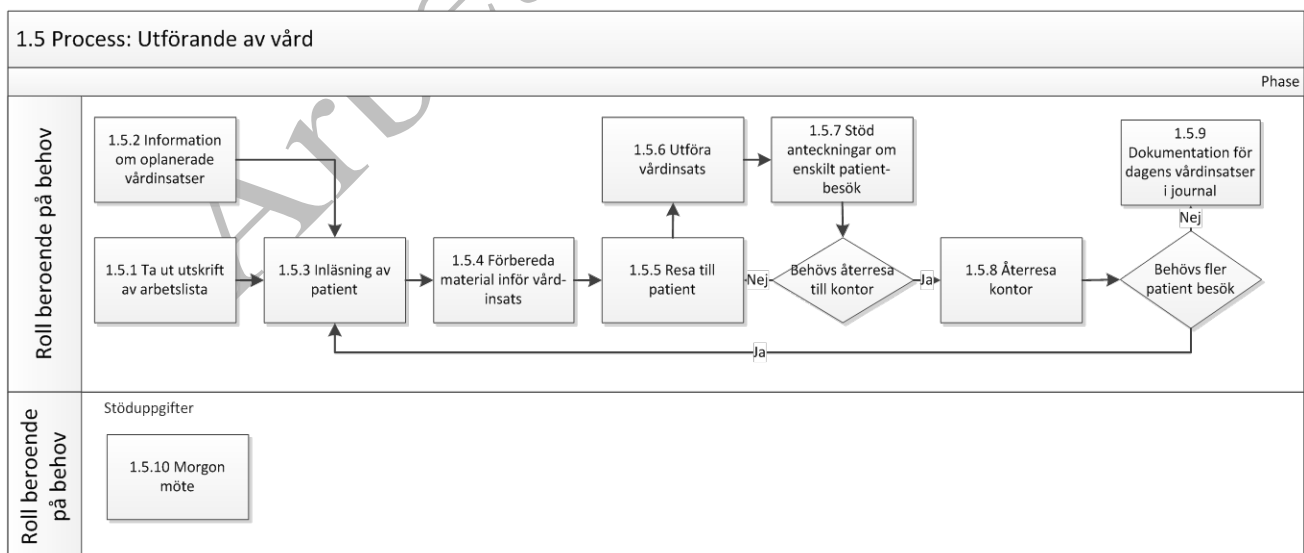 1.5 Process: Utförande av vård
Phase
Roll beroende på behov
1.5.2 Information
om oplanerade
vårdinsatser
1.5.6 Utföra
vårdinsats
1.5.7 Stöd
anteckningar om
enskilt patient-
besök
1.5.9
Dokumentation för
dagens vårdinsatser
i journal
Nej
1.5.1 Ta ut utskrift
av arbetslista
1.5.3 Inläsning av
patient
1.5.4 Förbereda
material inför vård-
insats
1.5.5 Resa till
patient
Nej
Behövs återresa
till kontor
Ja
1.5.8 Återresa
kontor
Behövs fler
patient besök
Ja
Roll beroende
på behov
Stöduppgifter
1.5.10 Morgon
möte